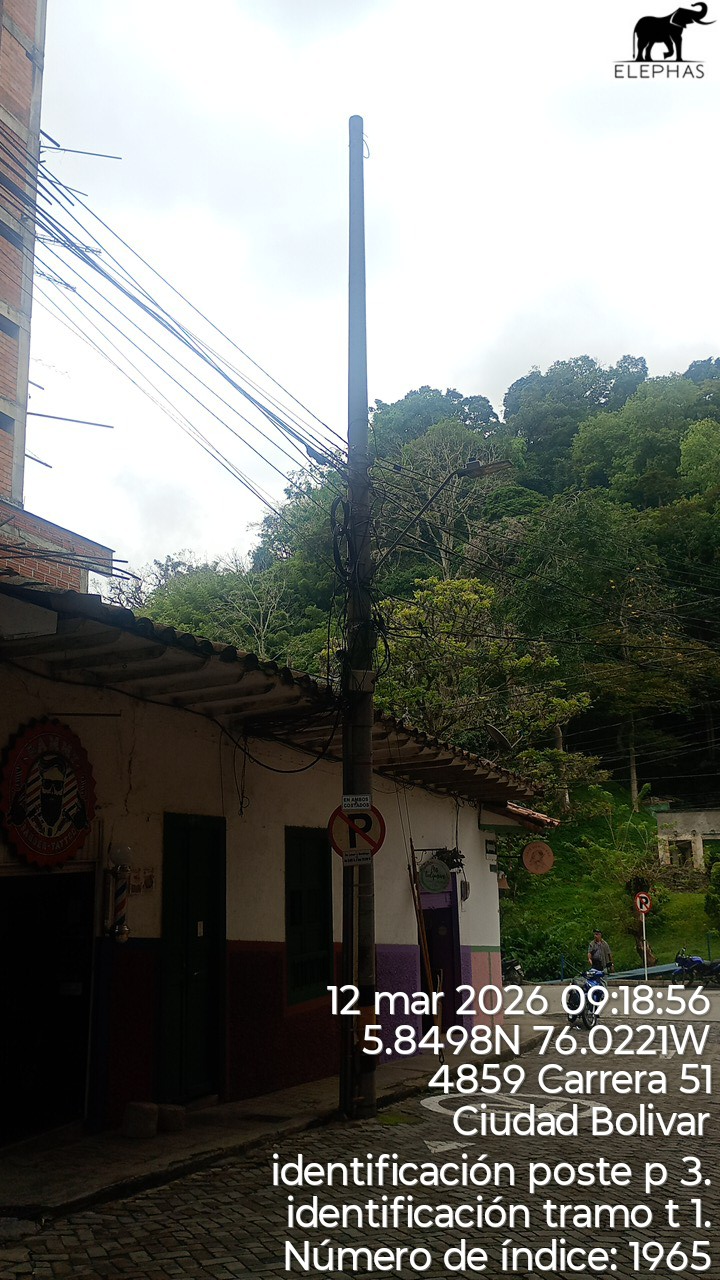 ELEPHAS
EN AMBOS
COSTADOS
P
R
12 mar 2026 09:18:56
5.8498N 76.0221W
4859 Carrera 51
Ciudad Bolivar
identificación poste p 3.
identificación tramo t 1.
Número de índice: 1965